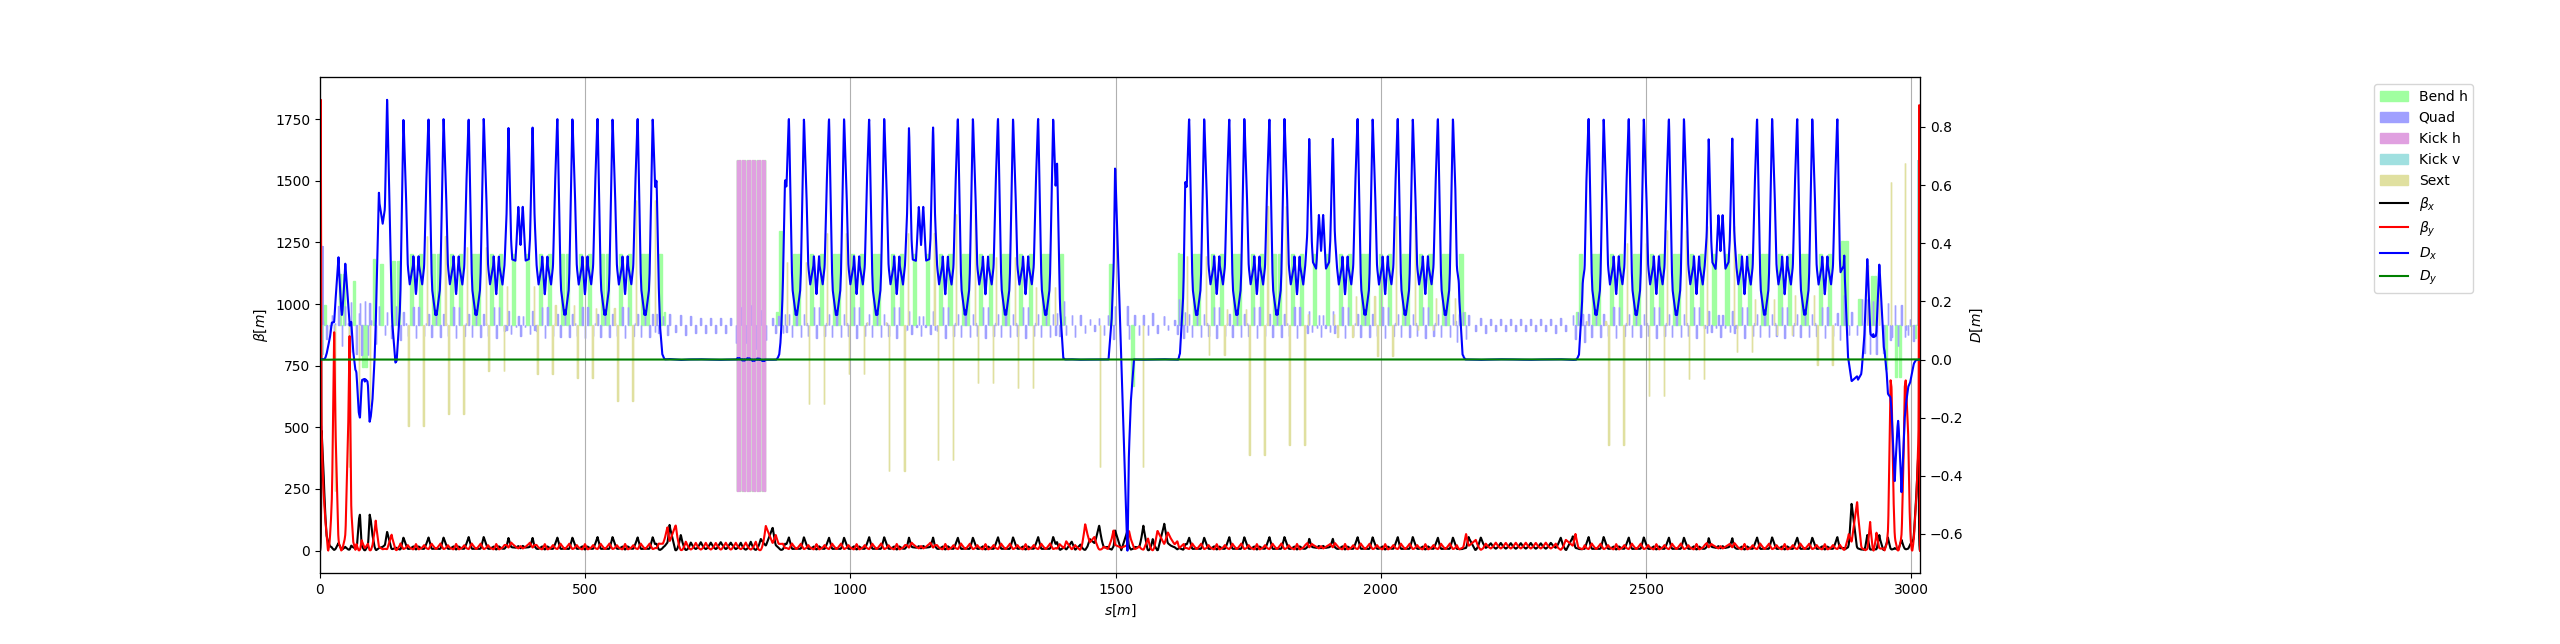 1750
1500
1250
1000
750
500
250
0
β[m]
0
500
1000
1500
2000
2500
3000
s[m]
0.8
0.6
0.4
0.2
0.0
−0.2
−0.4
−0.6
D[m]
Bend h
Quad
Kick h
Kick v
Sext
βx
βy
Dx
Dy